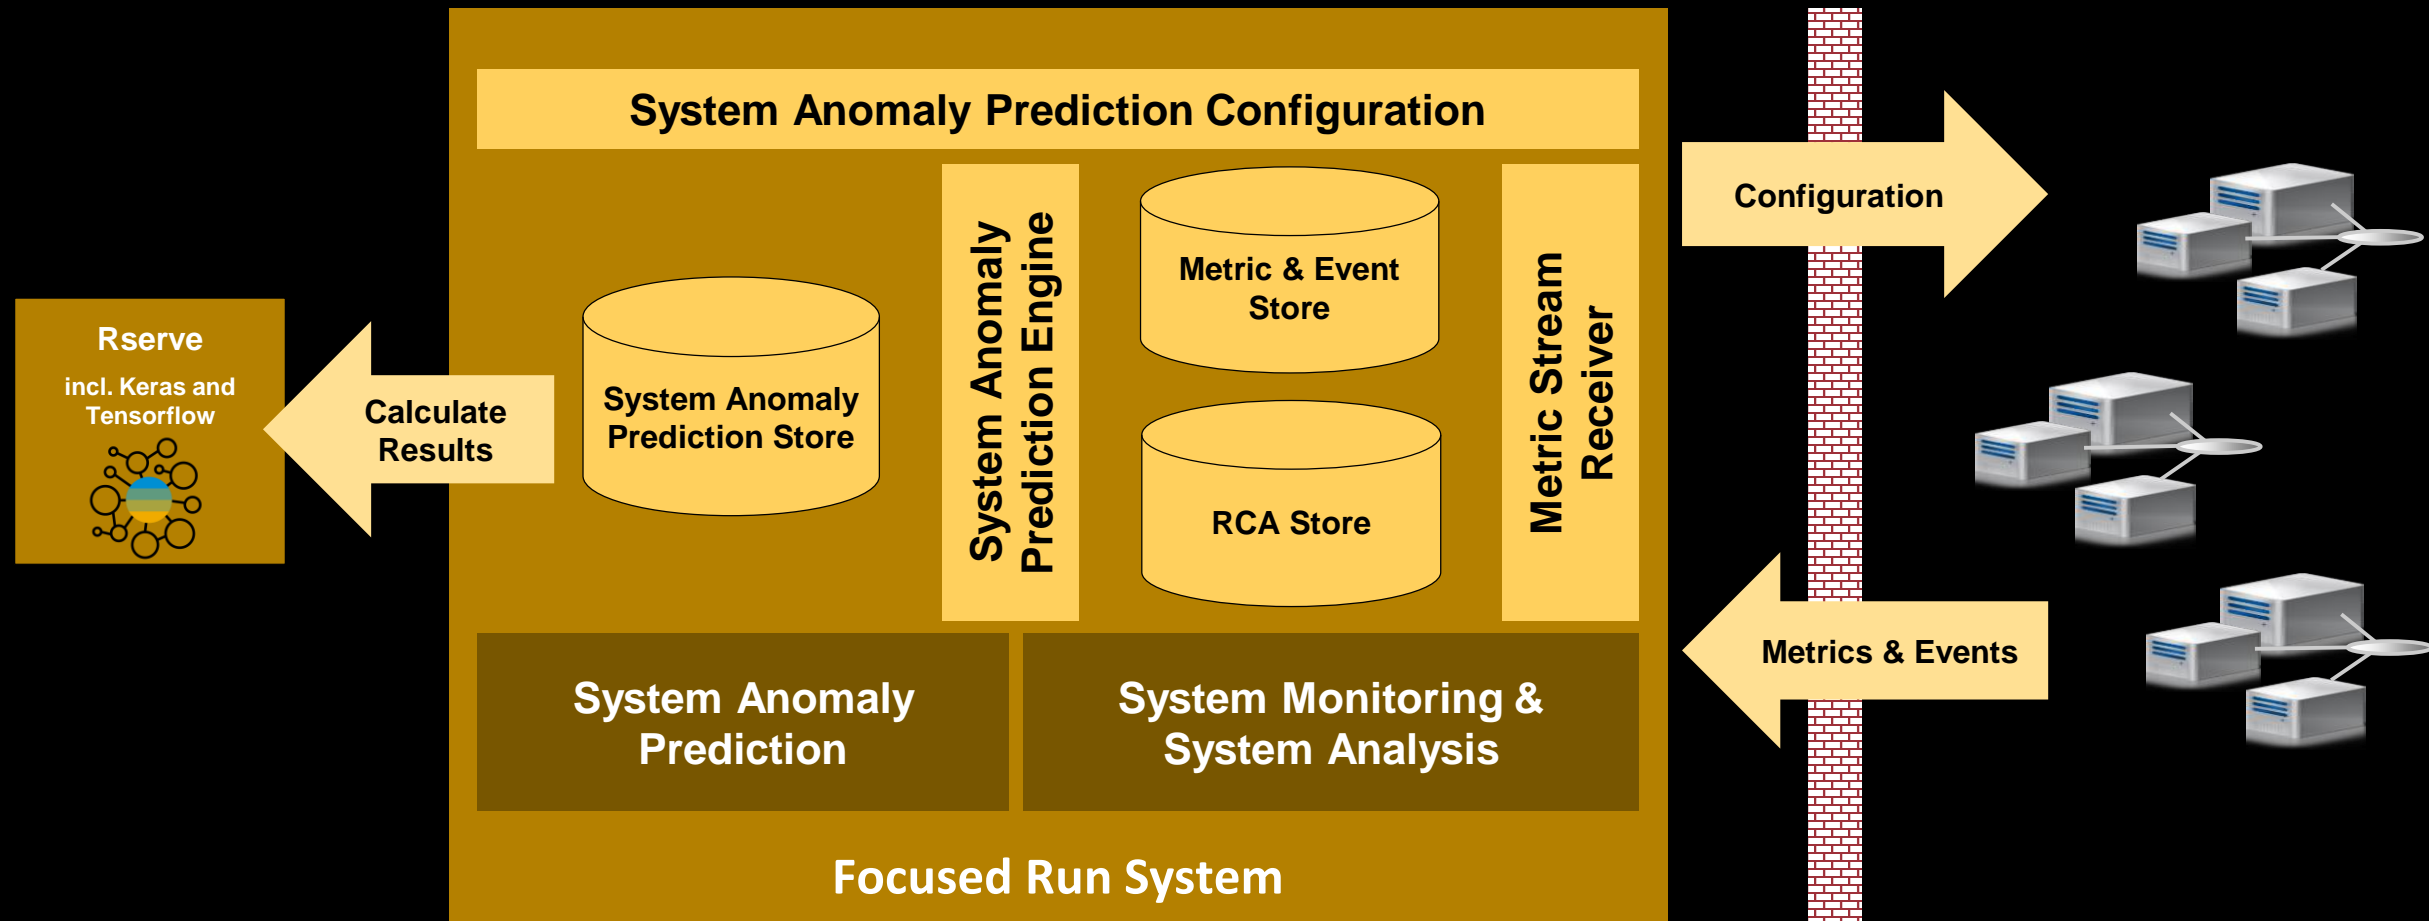 System Anomaly Prediction Configuration
Rserve
incl. Keras and
Tensorflow
Calculate
Results
System Anomaly
Prediction Store
System Anomaly
Prediction Engine
Metric & Event
Store
RCA Store
Metric Stream
Receiver
Configuration
Metrics & Events
System Anomaly
Prediction
System Monitoring &
System Analysis
Focused Run System